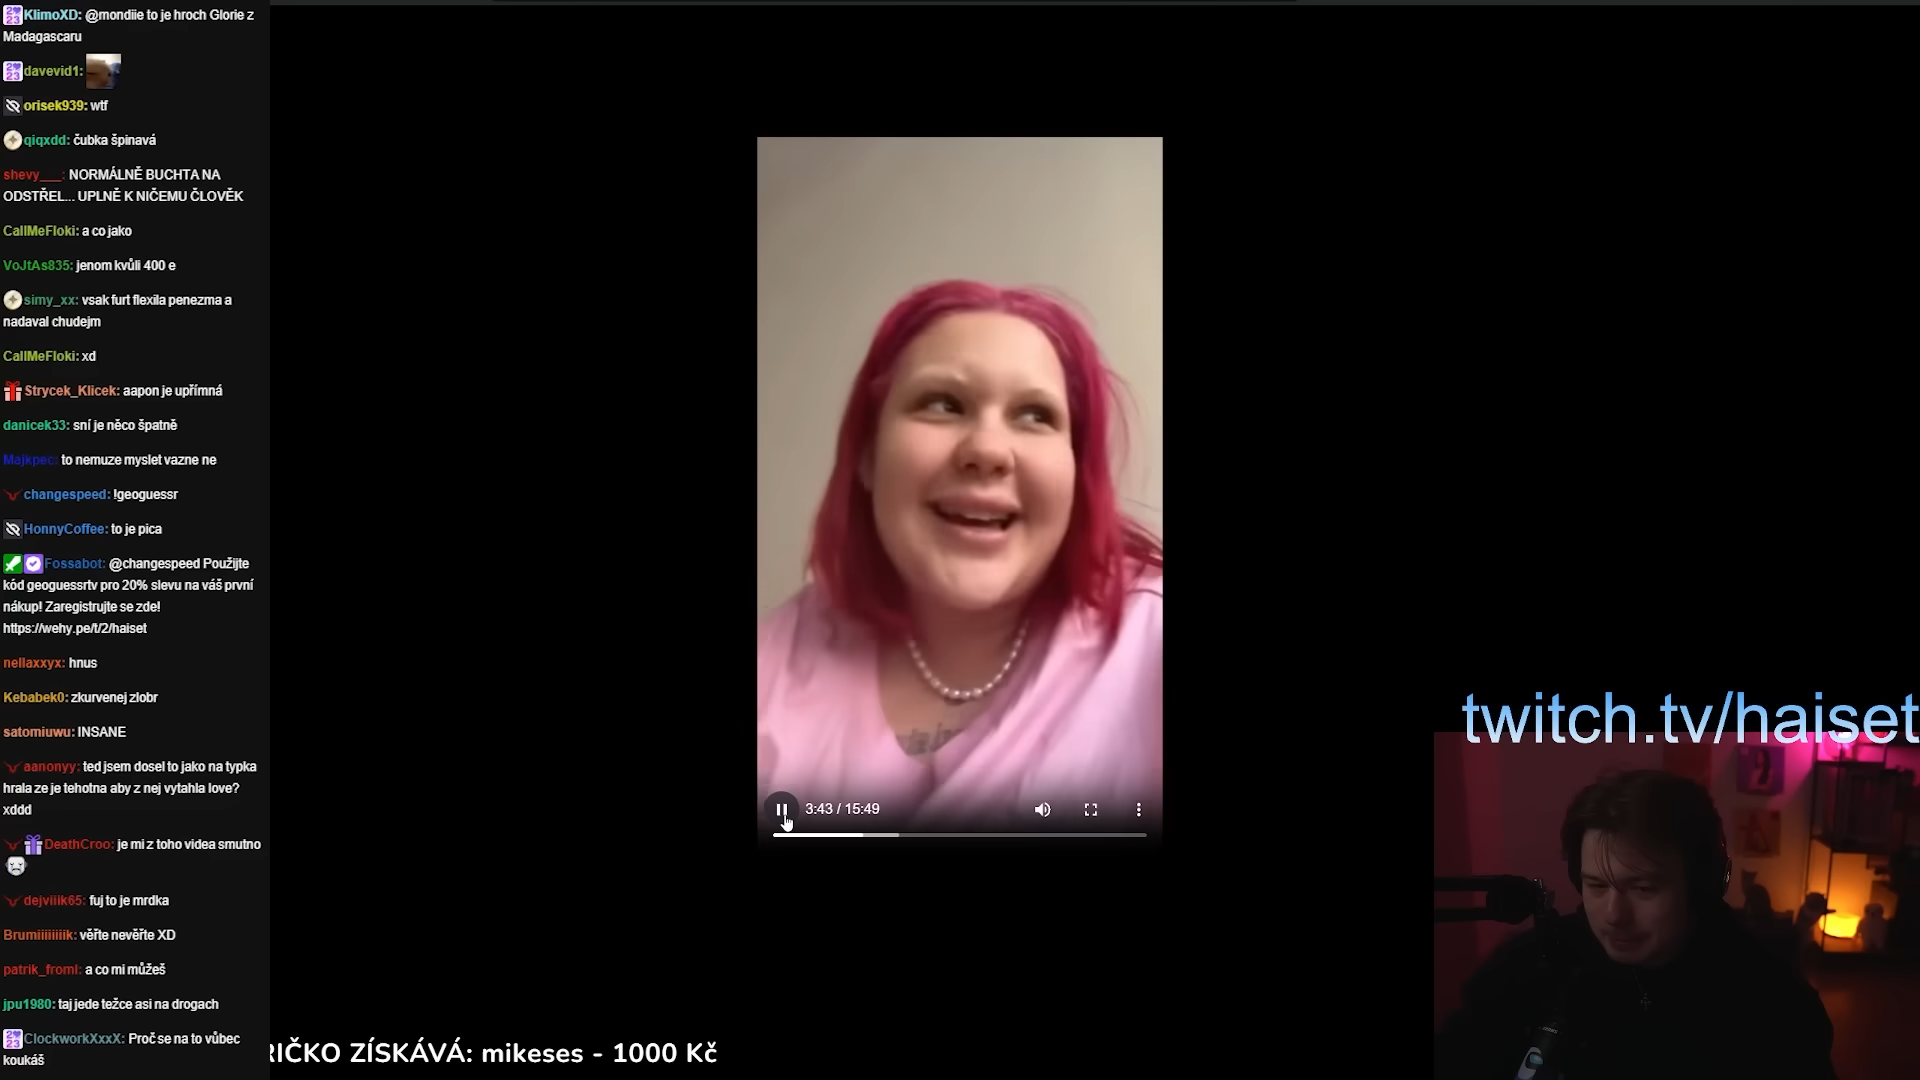 KlimoXD: @mondiie to je hroch Glorie z
Madagascaru
davevid1:
orisek939: wtf
qiqxdd: čubka špinavá
shevy___: NORMÁLNĚ BUCHTA NA
ODSTŘEL... UPLNĚ K NIČEMU ČLOVĚK
CallMeFloki: a co jako
VoJtAs835: jenom kvůli 400 e
simy_xx: vsak furt flexila penezma a
nadaval chudejm
CallMeFloki: xd
Strycek_Klicek: aapon je upřímná
danicek33: sní je něco špatně
Majkpec: to nemuze myslet vazne ne
changespeed: !geoguessr
HonnyCoffee: to je pica
Fossabot: @changespeed Použijte
kód geoguessrtv pro 20% slevu na váš první
nákup! Zaregistrujte se zde!
https://wehy.pe/t/2/haiset
nellaxxyx: hnus
Kebabek0: zkurvenej zlobr
satomiuwu: INSANE
aanonyy: ted jsem dosel to jako na typka
hrala ze je tehotna aby z nej vytahla love?
xddd
DeathCroo: je mi z toho videa smutno
dejviiik65: fuj to je mrdka
Brumiiiiiiiiik: věřte nevěřte XD
patrik_froml: a co mi můžeš
jpu1980: taj jede težce asi na drogach
ClockworkXxxX: Proč se na to vůbec
koukáš
3:43 / 15:49
twitch.tv/haiset
RIČKO ZÍSKÁVÁ: mikeses - 1000 Kč